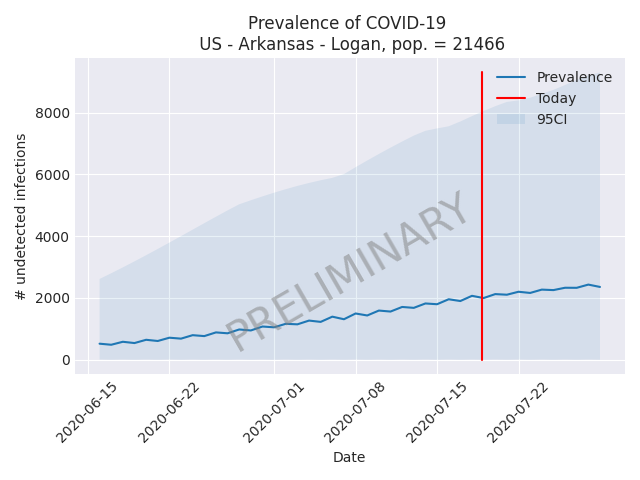 Prevalence of COVID-19
US - Arkansas - Logan, pop. = 21466
Prevalence
Today
95CI
8000
6000
4000
2000
0
# undetected infections
PRELIMINARY
2020-06-15
2020-06-22
2020-07-01
2020-07-08
2020-07-15
2020-07-22
Date